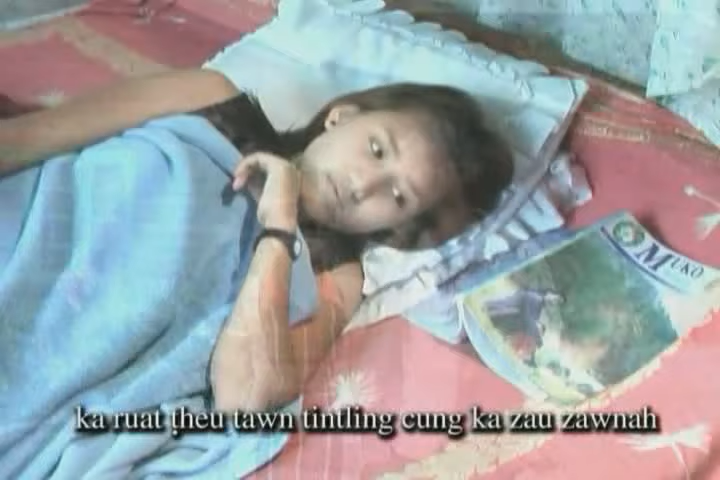 MUKO
ka ruat ṭheu tawn tintling cung ka zau zawnah